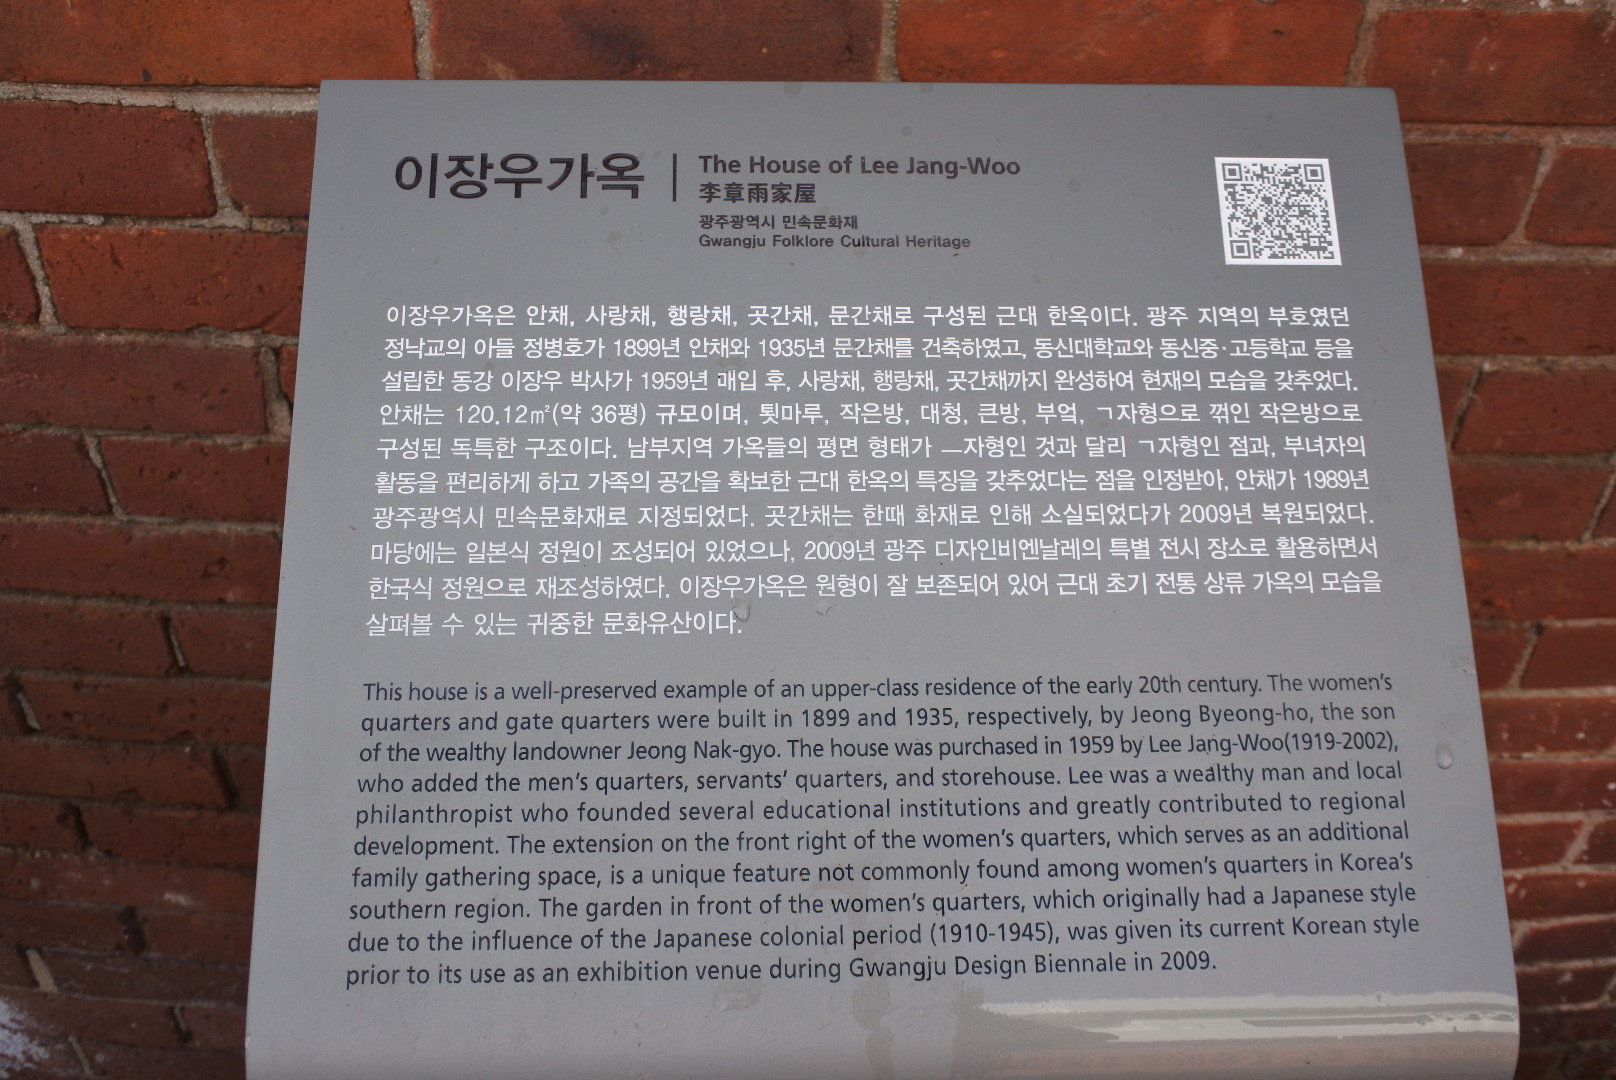 이장우가옥
The House of Lee Jang-Woo
李章雨家屋
광주광역시 민속문화재
Gwangju Folklore Cultural Heritage
이장우가옥은 안채, 사랑채, 행랑채, 곳간채, 문간채로 구성된 근대 한옥이다. 광주 지역의 부호였던
정낙교의 아들 정병호가 1899년 안채와 1935년 문간채를 건축하였고, 동신대학교와 동신중·고등학교 등을
설립한 동강 이장우 박사가 1959년 매입 후, 사랑채, 행랑채, 곳간채까지 완성하여 현재의 모습을 갖추었다.
안채는 120.12㎡(약 36평) 규모이며, 툇마루, 작은방, 대청, 큰방, 부엌, ㄱ자형으로 꺾인 작은방으로
구성된 독특한 구조이다. 남부지역 가옥들의 평면 형태가 ―자형인 것과 달리 ㄱ자형인 점과, 부녀자의
활동을 편리하게 하고 가족의 공간을 확보한 근대 한옥의 특징을 갖추었다는 점을 인정받아, 안채가 1989년
광주광역시 민속문화재로 지정되었다. 곳간채는 한때 화재로 인해 소실되었다가 2009년 복원되었다.
마당에는 일본식 정원이 조성되어 있었으나, 2009년 광주 디자인비엔날레의 특별 전시 장소로 활용하면서
한국식 정원으로 재조성하였다. 이장우가옥은 원형이 잘 보존되어 있어 근대 초기 전통 상류 가옥의 모습을
살펴볼 수 있는 귀중한 문화유산이다.
This house is a well-preserved example of an upper-class residence of the early 20th century. The women's
quarters and gate quarters were built in 1899 and 1935, respectively, by Jeong Byeong-ho, the son
of the wealthy landowner Jeong Nak-gyo. The house was purchased in 1959 by Lee Jang-Woo(1919-2002),
who added the men's quarters, servants' quarters, and storehouse. Lee was a wealthy man and local
philanthropist who founded several educational institutions and greatly contributed to regional
development. The extension on the front right of the women's quarters, which serves as an additional
family gathering space, is a unique feature not commonly found among women's quarters in Korea's
southern region. The garden in front of the women's quarters, which originally had a Japanese style
due to the influence of the Japanese colonial period (1910-1945), was given its current Korean style
prior to its use as an exhibition venue during Gwangju Design Biennale in 2009.